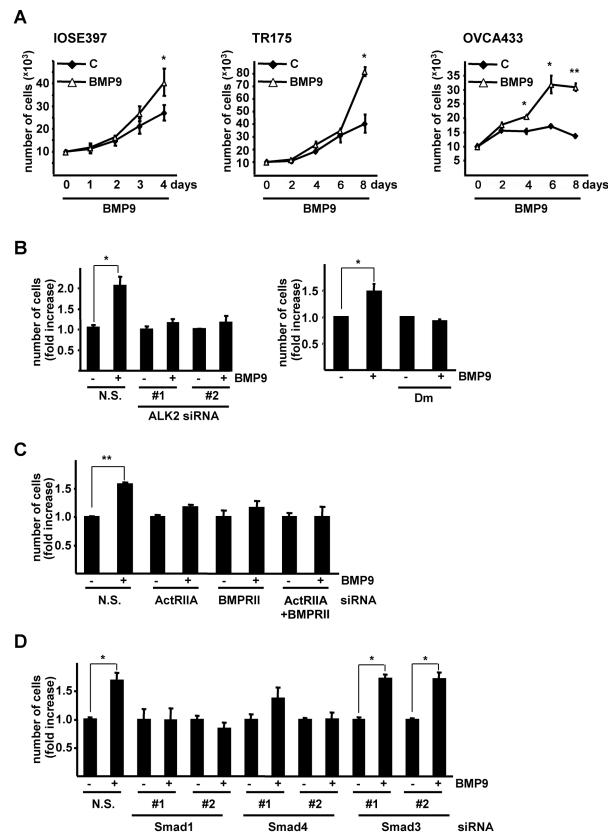 A
IOSE397
TR175
OVCA433
C
BMP9
C
BMP9
C
BMP9
number of cells (*10³)
40
30
20
10
*
0 1 2 3 4 days
BMP9
number of cells (*10³)
80
70
60
50
40
30
20
10
*
0 2 4 6 8 days
BMP9
number of cells (*10³)
35
30
25
20
15
10
5
* * **
0 2 4 6 8 days
BMP9
B
number of cells
(fold increase)
2.0
1.5
1.0
0.5
*
- + - + - + BMP9
N.S. #1 #2
ALK2 siRNA
number of cells
(fold increase)
1.5
1.0
0.5
*
- + - + BMP9
Dm
C
number of cells
(fold increase)
1.5
1.0
0.5
**
- + - + - + - + BMP9
N.S. ActRIIA BMPRII ActRIIA siRNA
+BMPRII
D
number of cells
(fold increase)
1.5
1.0
0.5
* * *
- + - + - + - + - + - + - + BMP9
N.S. #1 #2 #1 #2 #1 #2
Smad1 Smad4 Smad3 siRNA